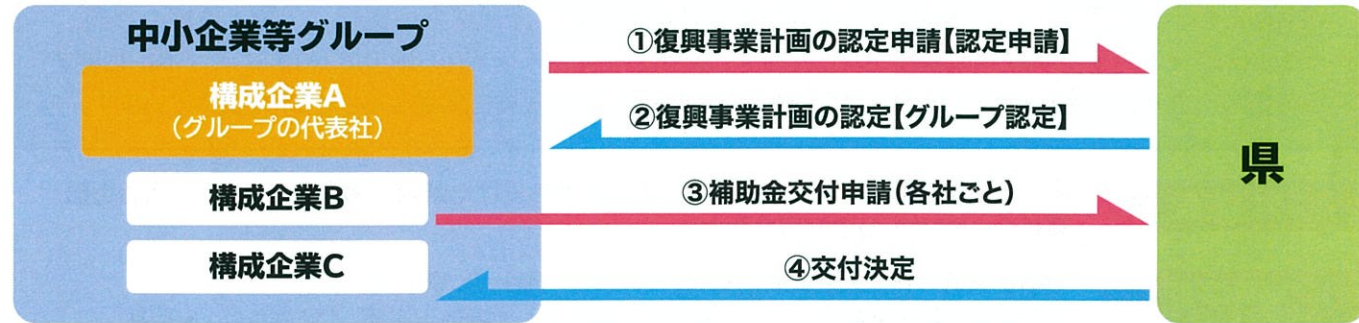 中小企業等グループ
構成企業A
(グループの代表社)
構成企業B
構成企業C
①復興事業計画の認定申請【認定申請】
②復興事業計画の認定【グループ認定】
③補助金交付申請(各社ごと)
④交付決定
県